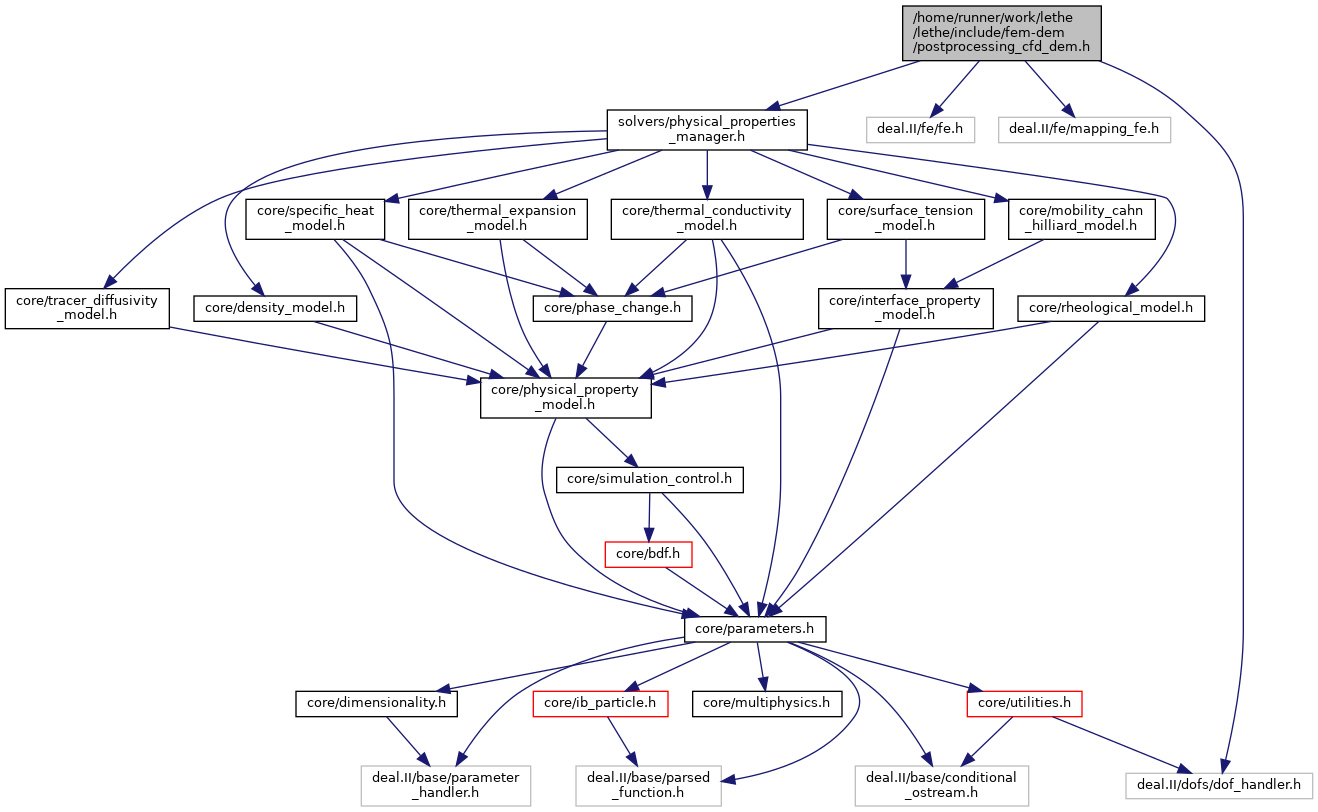 /home/runner/work/lethe
/lethe/include/fem-dem
/postprocessing_cfd_dem.h
solvers/physical_properties
_manager.h
deal.II/fe/fe.h
deal.II/fe/mapping_fe.h
core/specific_heat
_model.h
core/thermal_expansion
_model.h
core/thermal_conductivity
_model.h
core/surface_tension
_model.h
core/mobility_cahn
_hilliard_model.h
core/tracer_diffusivity
_model.h
core/density_model.h
core/phase_change.h
core/interface_property
_model.h
core/rheological_model.h
core/physical_property
_model.h
core/simulation_control.h
core/bdf.h
core/parameters.h
core/dimensionality.h
core/ib_particle.h
core/multiphysics.h
core/utilities.h
deal.II/base/parameter
_handler.h
deal.II/base/parsed
_function.h
deal.II/base/conditional
_ostream.h
deal.II/dofs/dof_handler.h